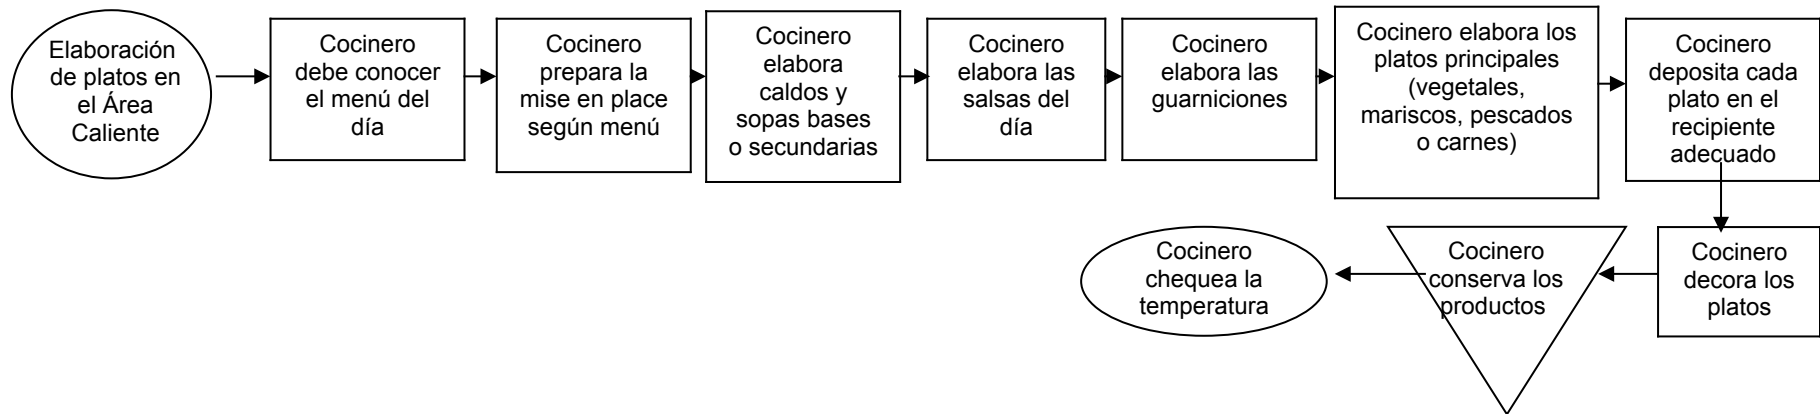 Elaboración
de platos en
el Área
Caliente
Cocinero
debe conocer
el menú del
día
Cocinero
prepara la
mise en place
según menú
Cocinero
elabora
caldos y
sopas bases
o secundarias
Cocinero
elabora las
salsas del
día
Cocinero
elabora las
guarniciones
Cocinero elabora los
platos principales
(vegetales,
mariscos, pescados
o carnes)
Cocinero
deposita cada
plato en el
recipiente
adecuado
Cocinero
decora los
platos
Cocinero
conserva los
productos
Cocinero
chequea la
temperatura